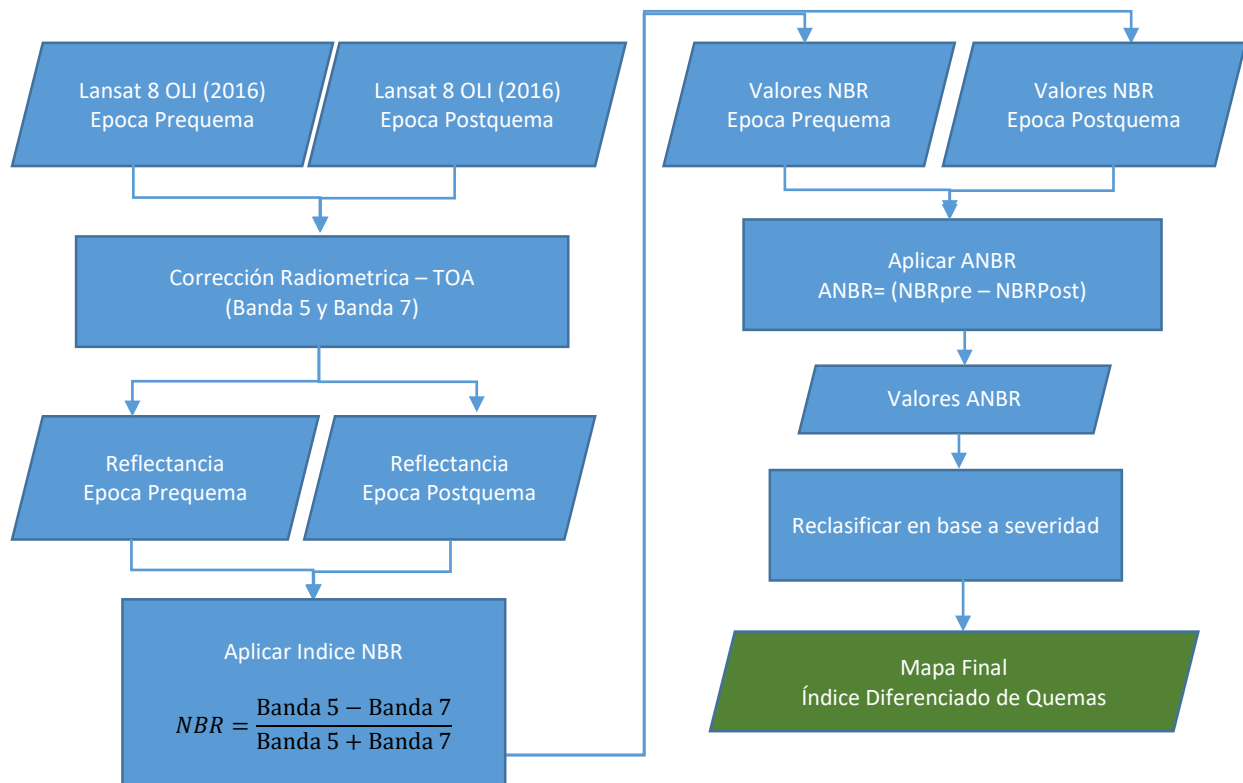 Lansat 8 OLI (2016)
Epoca Prequema
Lansat 8 OLI (2016)
Epoca Postquema
Corrección Radiometrica – TOA
(Banda 5 y Banda 7)
Reflectancia
Epoca Prequema
Reflectancia
Epoca Postquema
Aplicar Indice NBR
NBR = (Banda 5 − Banda 7) / (Banda 5 + Banda 7)
Valores NBR
Epoca Prequema
Valores NBR
Epoca Postquema
Aplicar ANBR
ANBR= (NBRpre – NBRPost)
Valores ANBR
Reclasificar en base a severidad
Mapa Final
Índice Diferenciado de Quemas